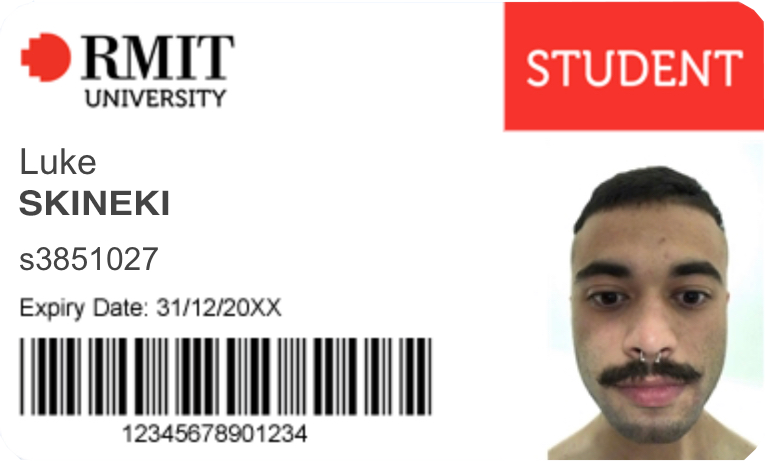 RMIT
UNIVERSITY
STUDENT
Luke
SKINEKI
s3851027
Expiry Date: 31/12/20XX
12345678901234